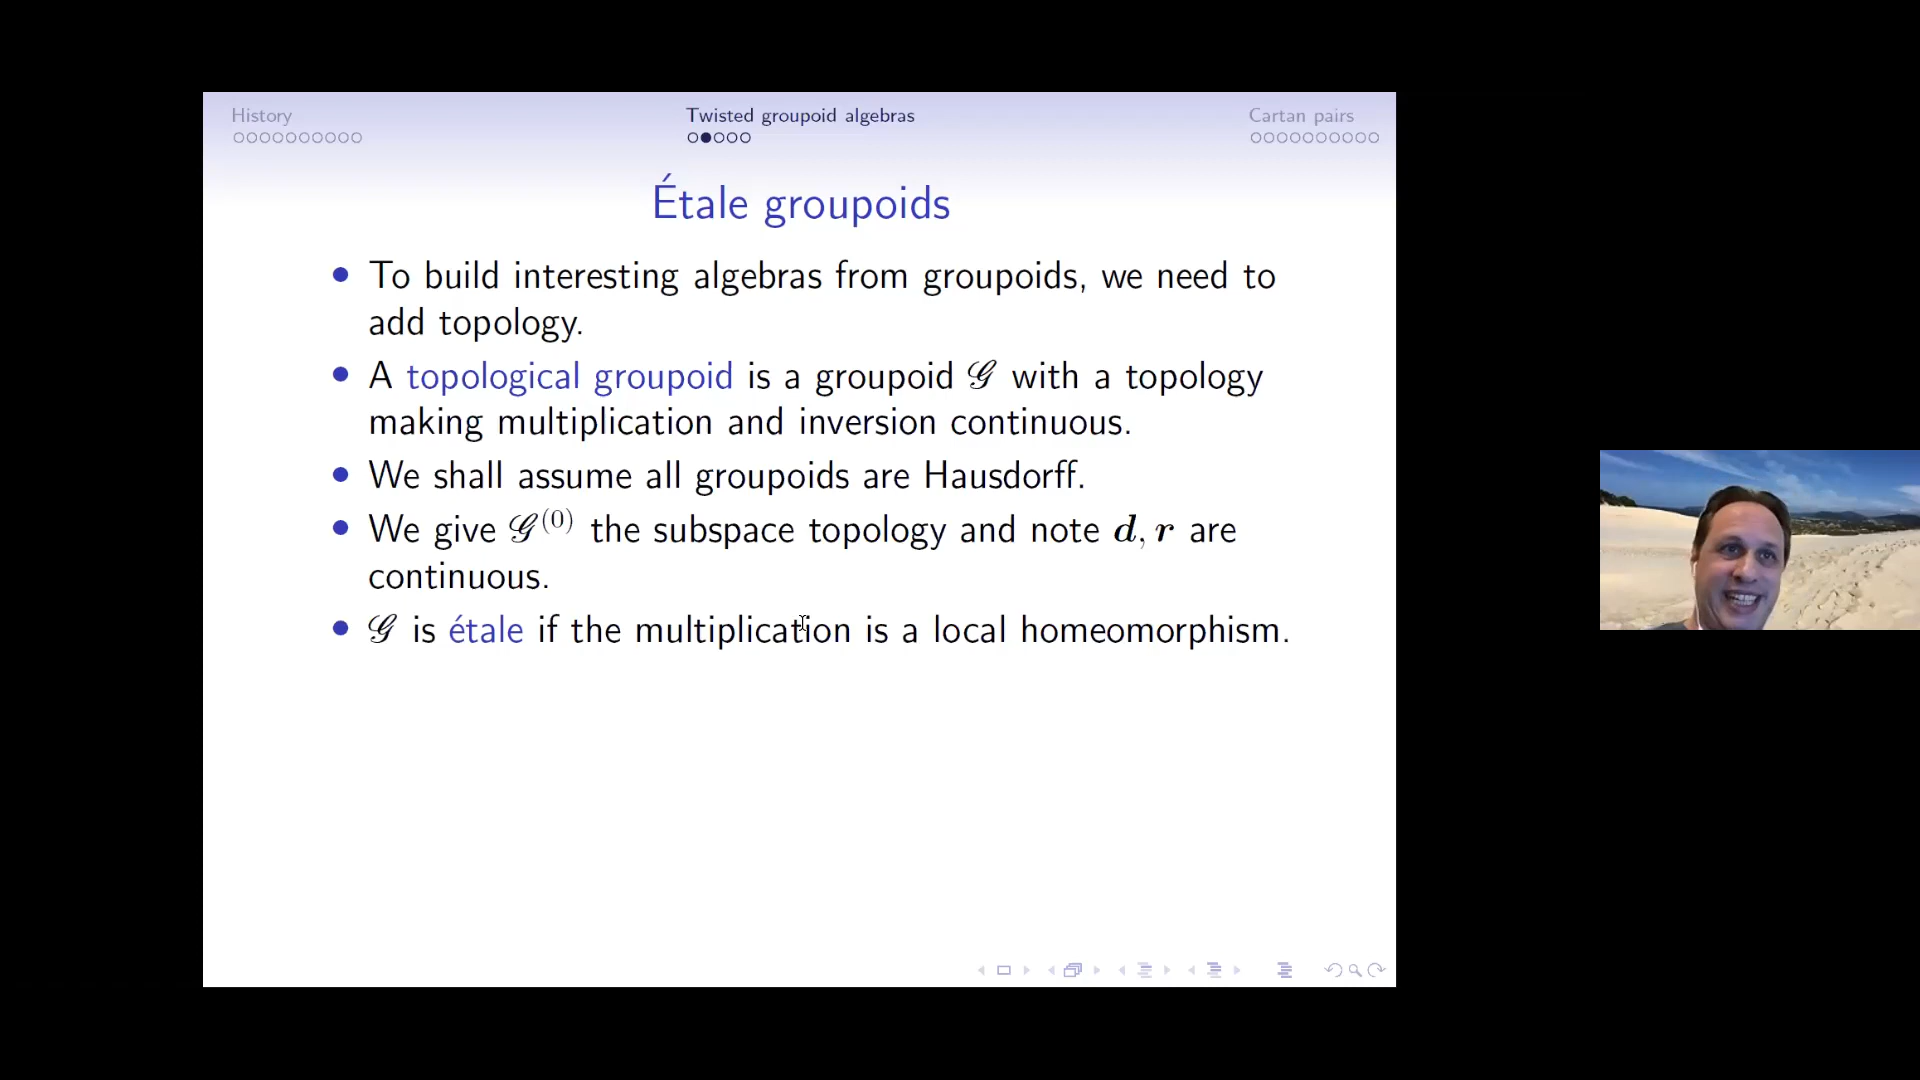 History
Twisted groupoid algebras
Cartan pairs
Étale groupoids
• To build interesting algebras from groupoids, we need to
add topology.
• A topological groupoid is a groupoid 𝒢 with a topology
making multiplication and inversion continuous.
• We shall assume all groupoids are Hausdorff.
• We give 𝒢⁽⁰⁾ the subspace topology and note d, r are
continuous.
• 𝒢 is étale if the multiplication is a local homeomorphism.